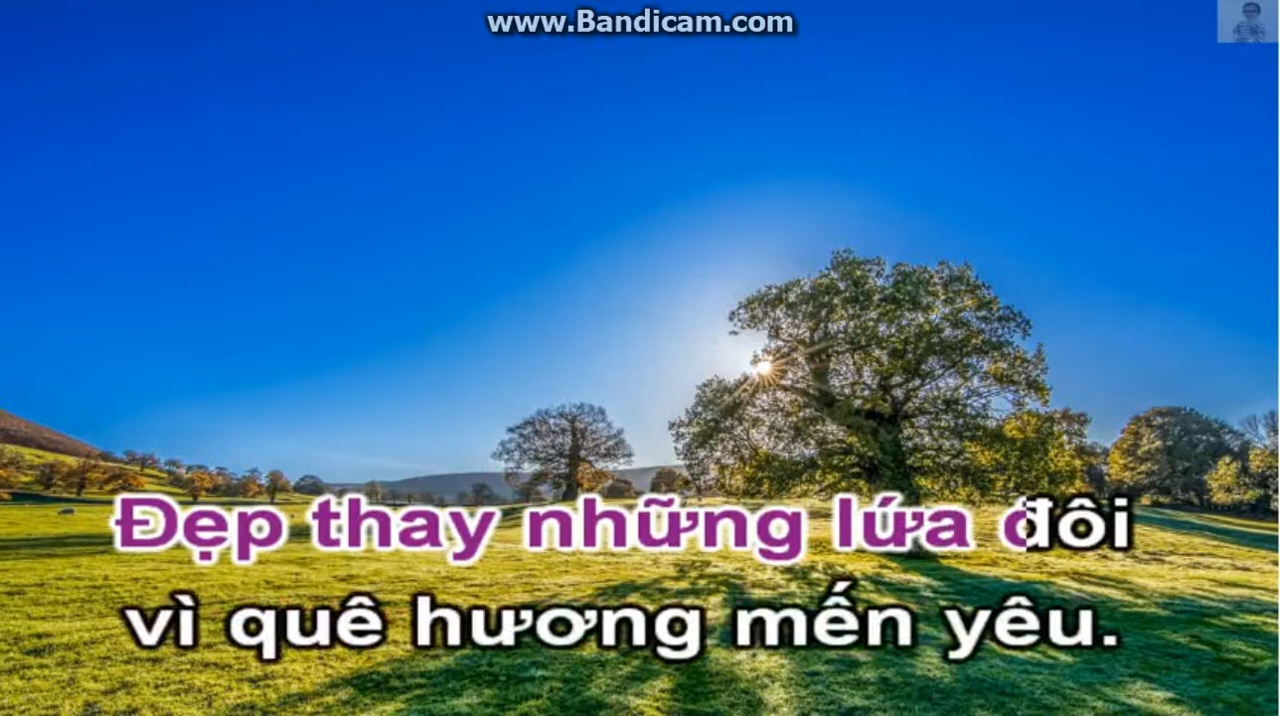 www.Bandicam.com
Đẹp thay những lứa đôi
vì quê hương mến yêu.